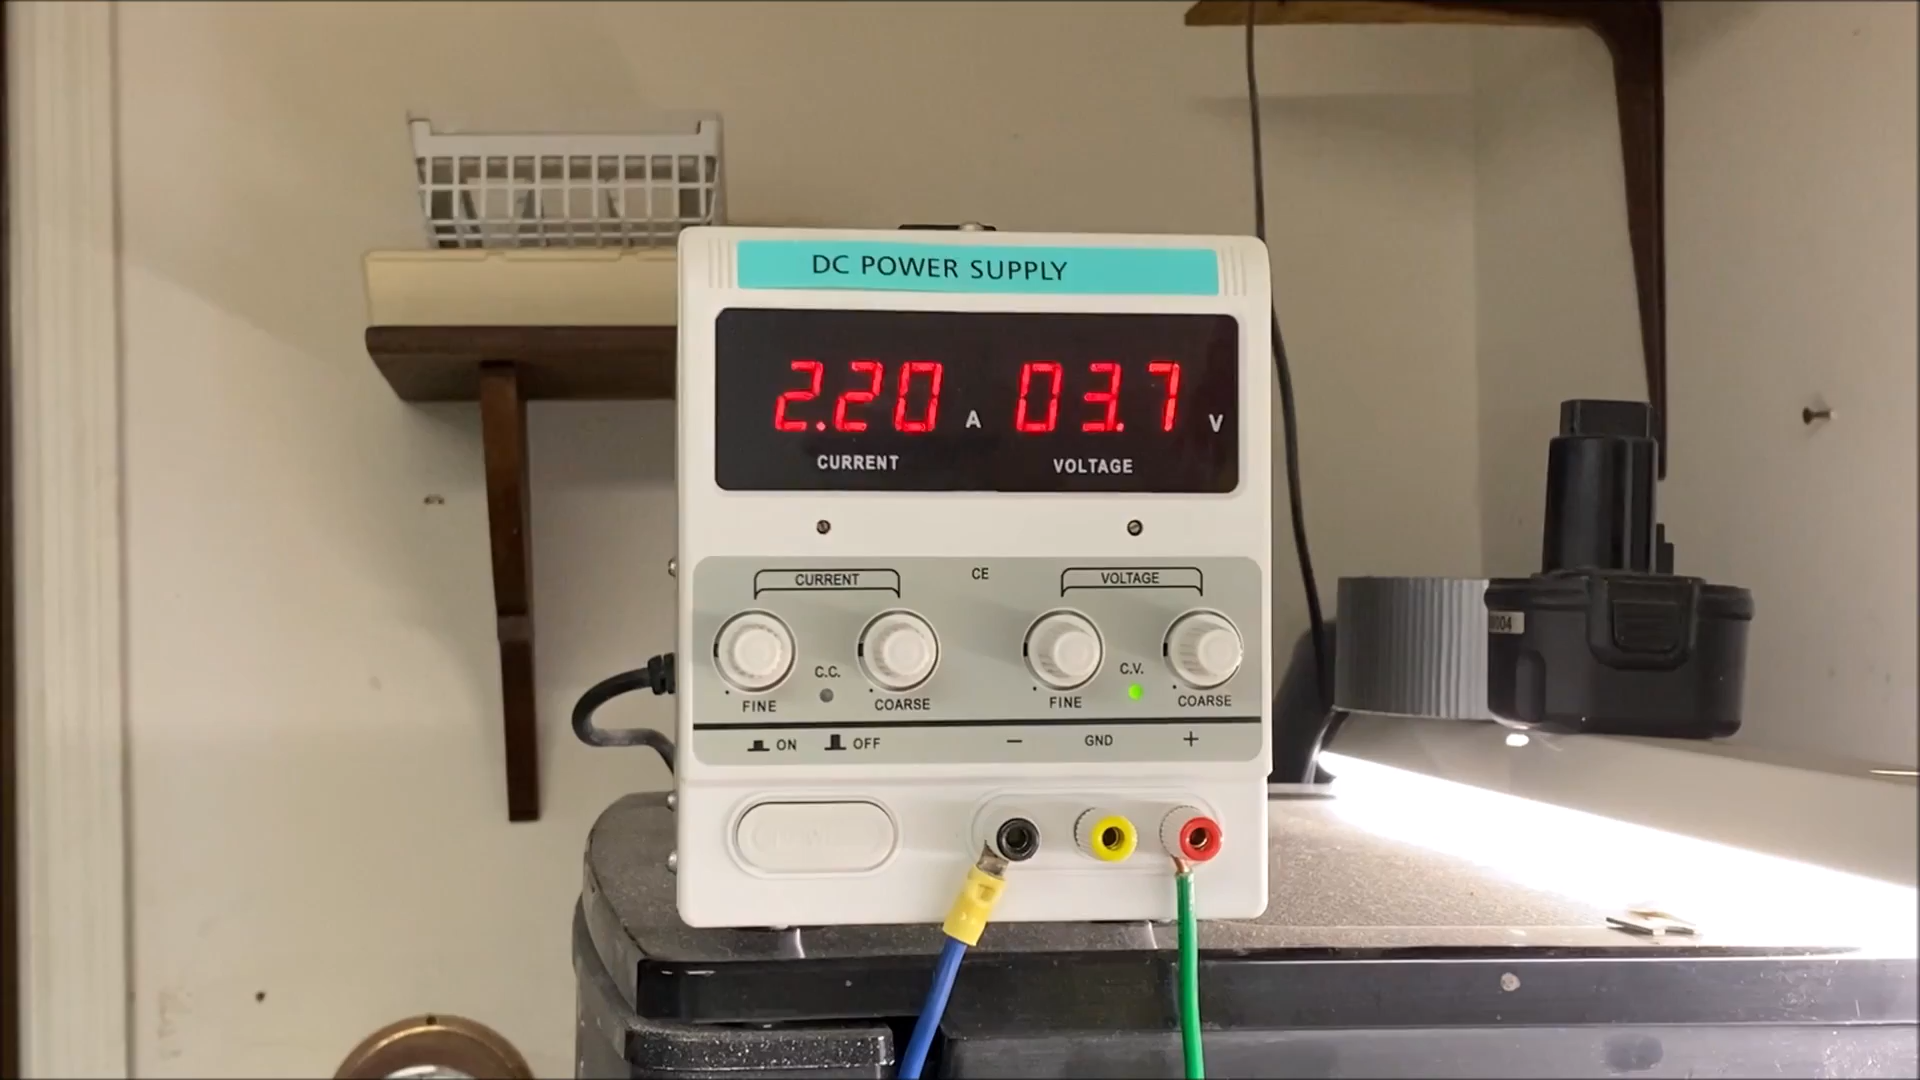 DC POWER SUPPLY
2.20 A 03.7 V
CURRENT VOLTAGE
CURRENT CE VOLTAGE
C.C. C.V.
FINE COARSE FINE COARSE
ON OFF - GND +